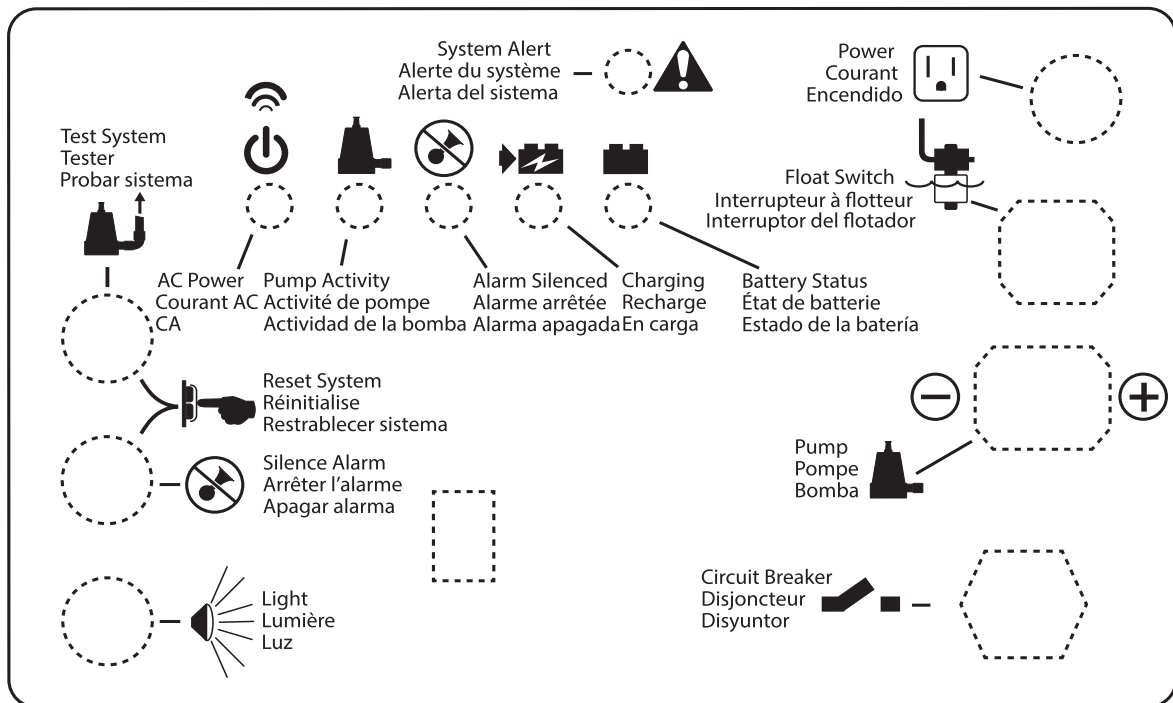 System Alert
Alerte du système
Alerta del sistema
Power
Courant
Encendido
Test System
Tester
Probar sistema
Float Switch
Interrupteur à flotteur
Interruptor del flotador
AC Power
Courant AC
CA
Pump Activity
Activité de pompe
Actividad de la bomba
Alarm Silenced
Alarme arrêtée
Alarma apagada
Charging
Recharge
En carga
Battery Status
État de batterie
Estado de la batería
Reset System
Réinitialise
Restrablecer sistema
Silence Alarm
Arrêter l'alarme
Apagar alarma
Pump
Pompe
Bomba
Light
Lumière
Luz
Circuit Breaker
Disjoncteur
Disyuntor